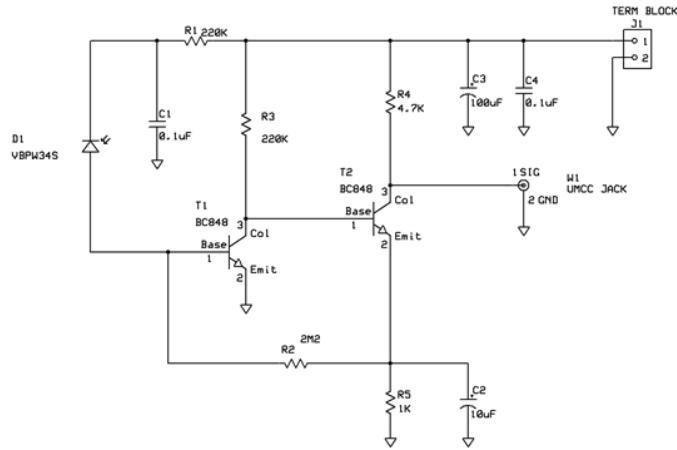 TERM BLOCK
J1
1
2
R1 220K
C1
0.1uF
R3
220K
R4
4.7K
C3
100uF
C4
0.1uF
D1
VBPW34S
T2
BC848
3
Col
Base
1
Emit
2
1 SIG
2 GND
W1
UMCC JACK
T1
BC848
3
Col
Base
1
Emit
2
2M2
R2
R5
1K
C2
10uF